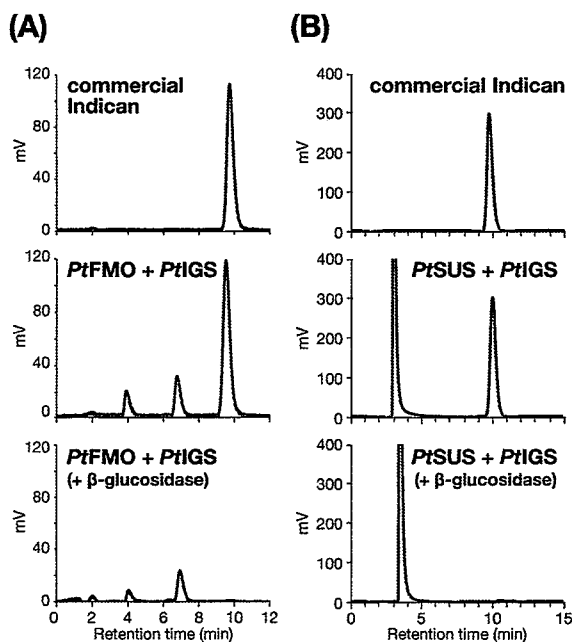 (A)
(B)
commercial
Indican
120
80
40
0
mV
commercial Indican
400
300
200
100
0
mV
PtFMO + PtIGS
120
80
40
0
mV
PtSUS + PtIGS
400
300
200
100
0
mV
PtFMO + PtIGS
(+ β-glucosidase)
120
80
40
0
mV
0 2 4 6 8 10 12
Retention time (min)
PtSUS + PtIGS
(+ β-glucosidase)
400
300
200
100
0
mV
0 5 10 15
Retention time (min)